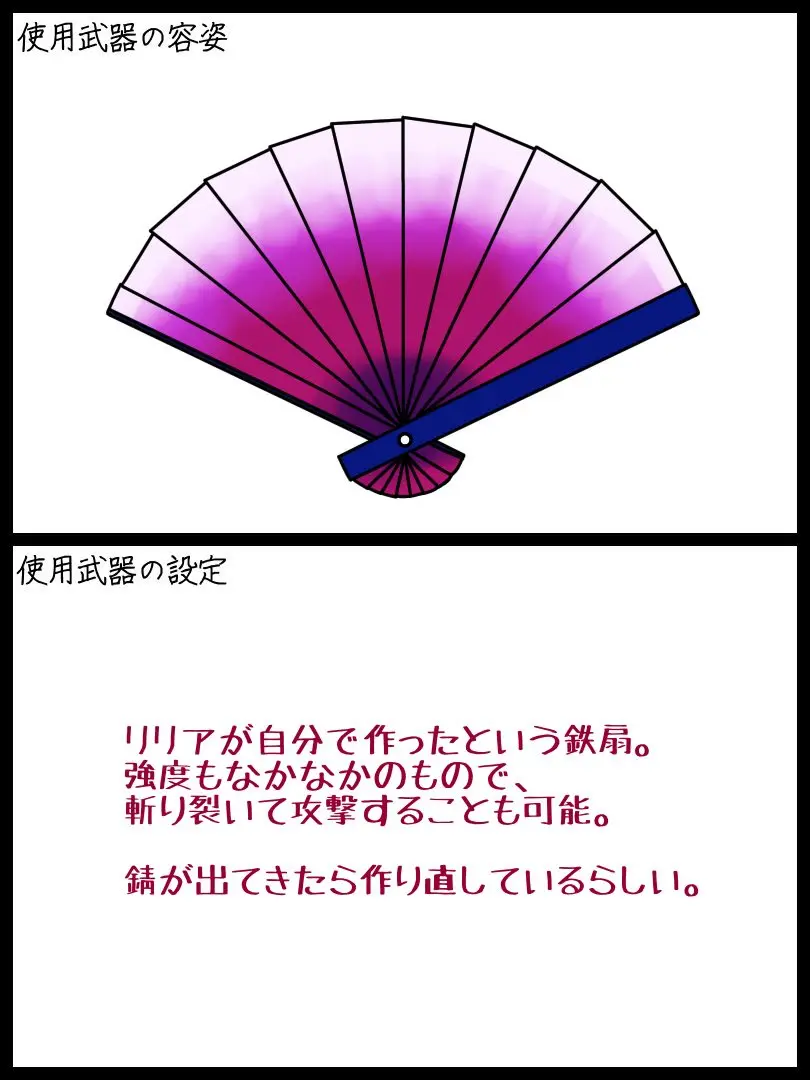 使用武器の容姿
使用武器の設定
リリアが自分で作ったという鉄扇。
強度もなかなかのもので、
斬り裂いて攻撃することも可能。
錆が出てきたら作り直しているらしい。